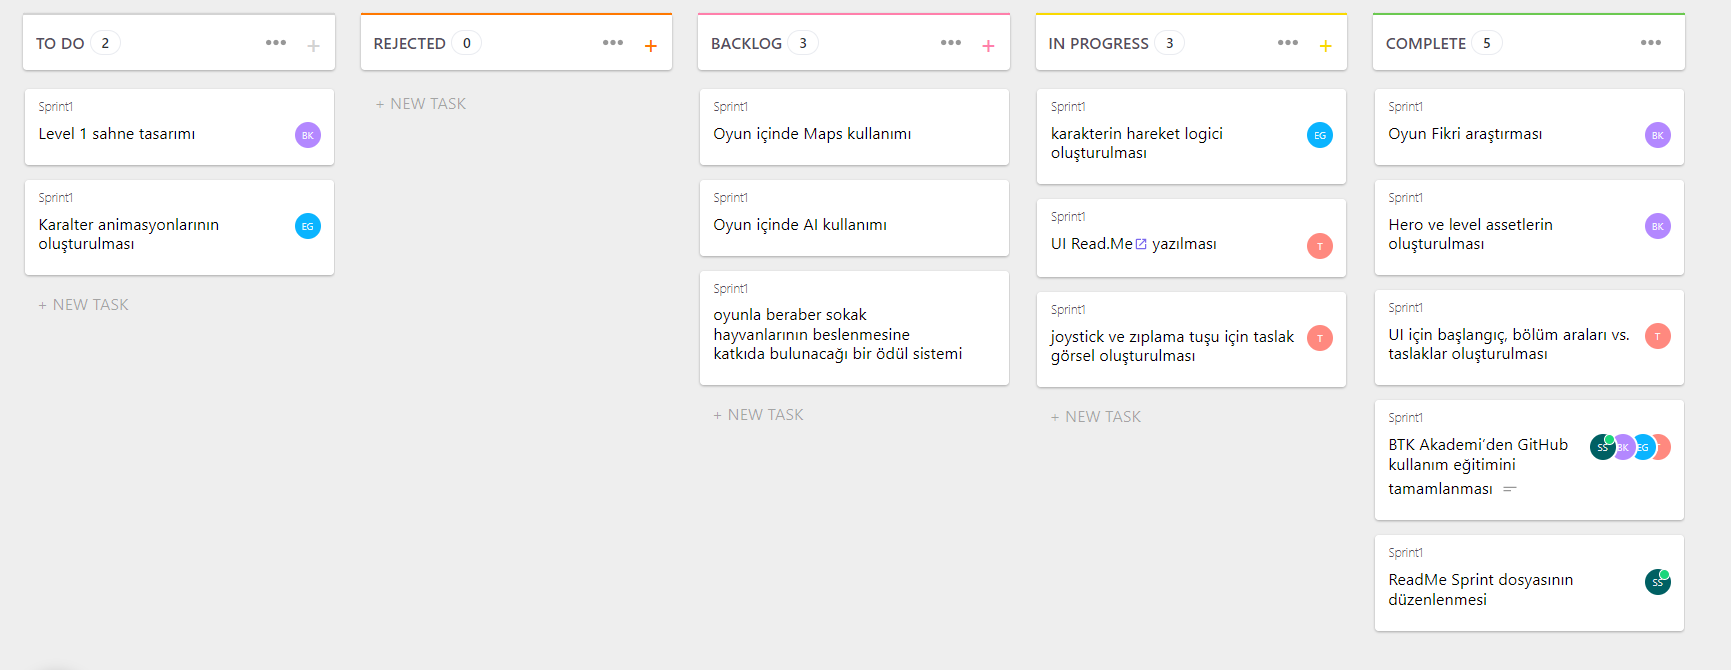 TO DO 2
Sprint1
Level 1 sahne tasarımı
BK
Sprint1
Karalter animasyonlarının
oluşturulması
EG
+ NEW TASK
REJECTED 0
+ NEW TASK
BACKLOG 3
Sprint1
Oyun içinde Maps kullanımı
Sprint1
Oyun içinde AI kullanımı
Sprint1
oyunla beraber sokak
hayvanlarının beslenmesine
katkıda bulunacağı bir ödül sistemi
+ NEW TASK
IN PROGRESS 3
Sprint1
karakterin hareket logici
oluşturulması
EG
Sprint1
UI Read.Me yazılması
T
Sprint1
joystick ve zıplama tuşu için taslak
görsel oluşturulması
T
+ NEW TASK
COMPLETE 5
Sprint1
Oyun Fikri araştırması
BK
Sprint1
Hero ve level assetlerin
oluşturulması
BK
Sprint1
UI için başlangıç, bölüm araları vs.
taslaklar oluşturulması
T
Sprint1
BTK Akademi'den GitHub
kullanım eğitimini
tamamlanması
SS BK EG T
Sprint1
ReadMe Sprint dosyasının
düzenlenmesi
SS